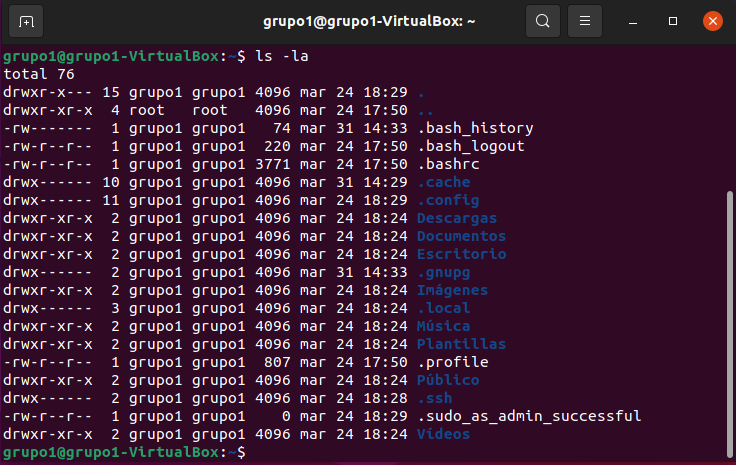 grupo1@grupo1-VirtualBox: ~
grupo1@grupo1-VirtualBox:~$ ls -la
total 76
drwxr-x--- 15 grupo1 grupo1 4096 mar 24 18:29 .
drwxr-xr-x  4 root   root   4096 mar 24 17:50 ..
-rw-------  1 grupo1 grupo1   74 mar 31 14:33 .bash_history
-rw-r--r--  1 grupo1 grupo1  220 mar 24 17:50 .bash_logout
-rw-r--r--  1 grupo1 grupo1 3771 mar 24 17:50 .bashrc
drwx------ 10 grupo1 grupo1 4096 mar 31 14:29 .cache
drwx------ 11 grupo1 grupo1 4096 mar 24 18:29 .config
drwxr-xr-x  2 grupo1 grupo1 4096 mar 24 18:24 Descargas
drwxr-xr-x  2 grupo1 grupo1 4096 mar 24 18:24 Documentos
drwxr-xr-x  2 grupo1 grupo1 4096 mar 24 18:24 Escritorio
drwx------  2 grupo1 grupo1 4096 mar 31 14:33 .gnupg
drwxr-xr-x  2 grupo1 grupo1 4096 mar 24 18:24 Imágenes
drwx------  3 grupo1 grupo1 4096 mar 24 18:24 .local
drwxr-xr-x  2 grupo1 grupo1 4096 mar 24 18:24 Música
drwxr-xr-x  2 grupo1 grupo1 4096 mar 24 18:24 Plantillas
-rw-r--r--  1 grupo1 grupo1  807 mar 24 17:50 .profile
drwxr-xr-x  2 grupo1 grupo1 4096 mar 24 18:24 Público
drwx------  2 grupo1 grupo1 4096 mar 24 18:28 .ssh
-rw-r--r--  1 grupo1 grupo1    0 mar 24 18:29 .sudo_as_admin_successful
drwxr-xr-x  2 grupo1 grupo1 4096 mar 24 18:24 Vídeos
grupo1@grupo1-VirtualBox:~$